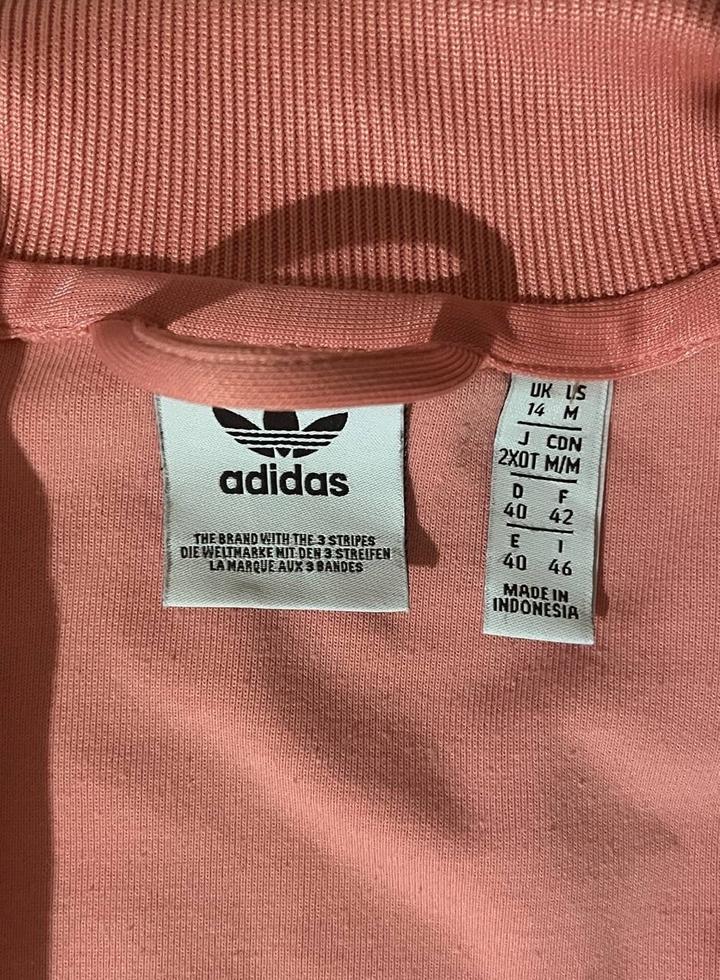 adidas
THE BRAND WITH THE 3 STRIPES
DIE WELTMARKE MIT DEN 3 STREIFEN
LA MARQUE AUX 3 BANDES
UK US
14 M
J CDN
2XOT M/M
D F
40 42
E I
40 46
MADE IN
INDONESIA